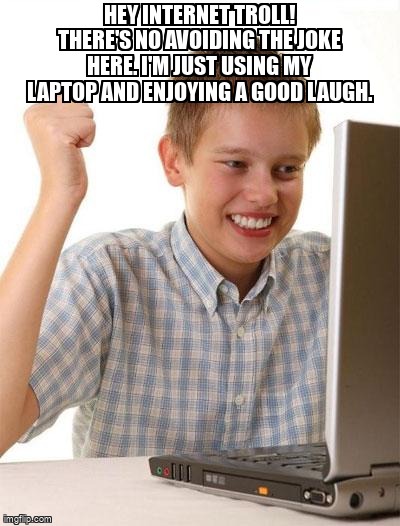 HEY INTERNET TROLL!
THERE'S NO AVOIDING THE JOKE
HERE. I'M JUST USING MY
LAPTOP AND ENJOYING A GOOD LAUGH.
imgflip.com